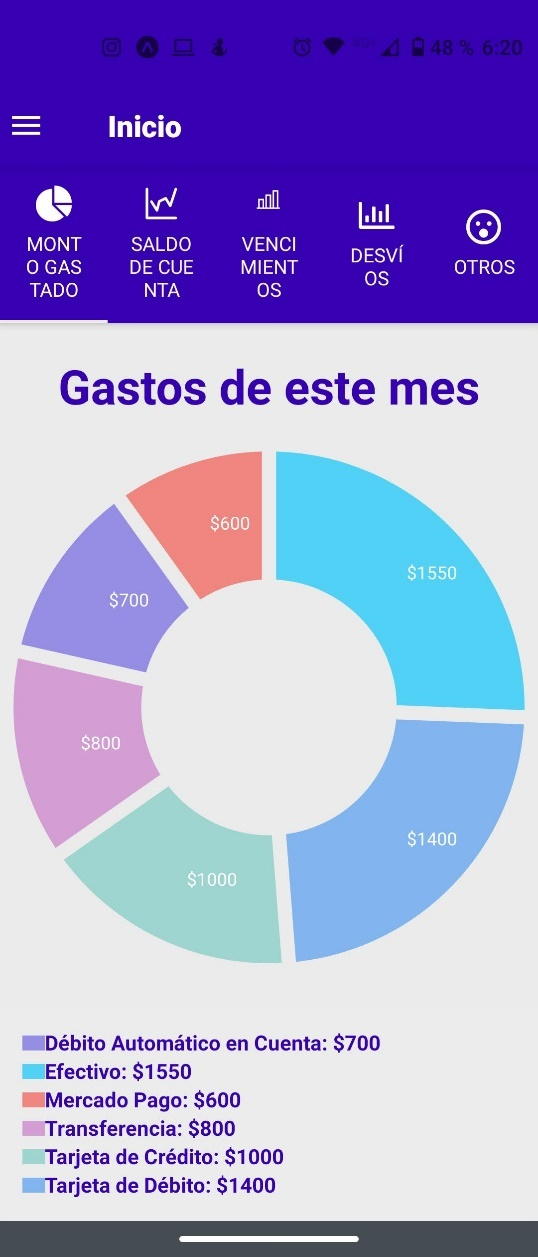 48 % 6:20
Inicio
MONT
O GAS
TADO
SALDO
DE CUE
NTA
VENCI
MIENT
OS
DESVÍ
OS
OTROS
Gastos de este mes
$600
$1550
$700
$800
$1400
$1000
Débito Automático en Cuenta: $700
Efectivo: $1550
Mercado Pago: $600
Transferencia: $800
Tarjeta de Crédito: $1000
Tarjeta de Débito: $1400